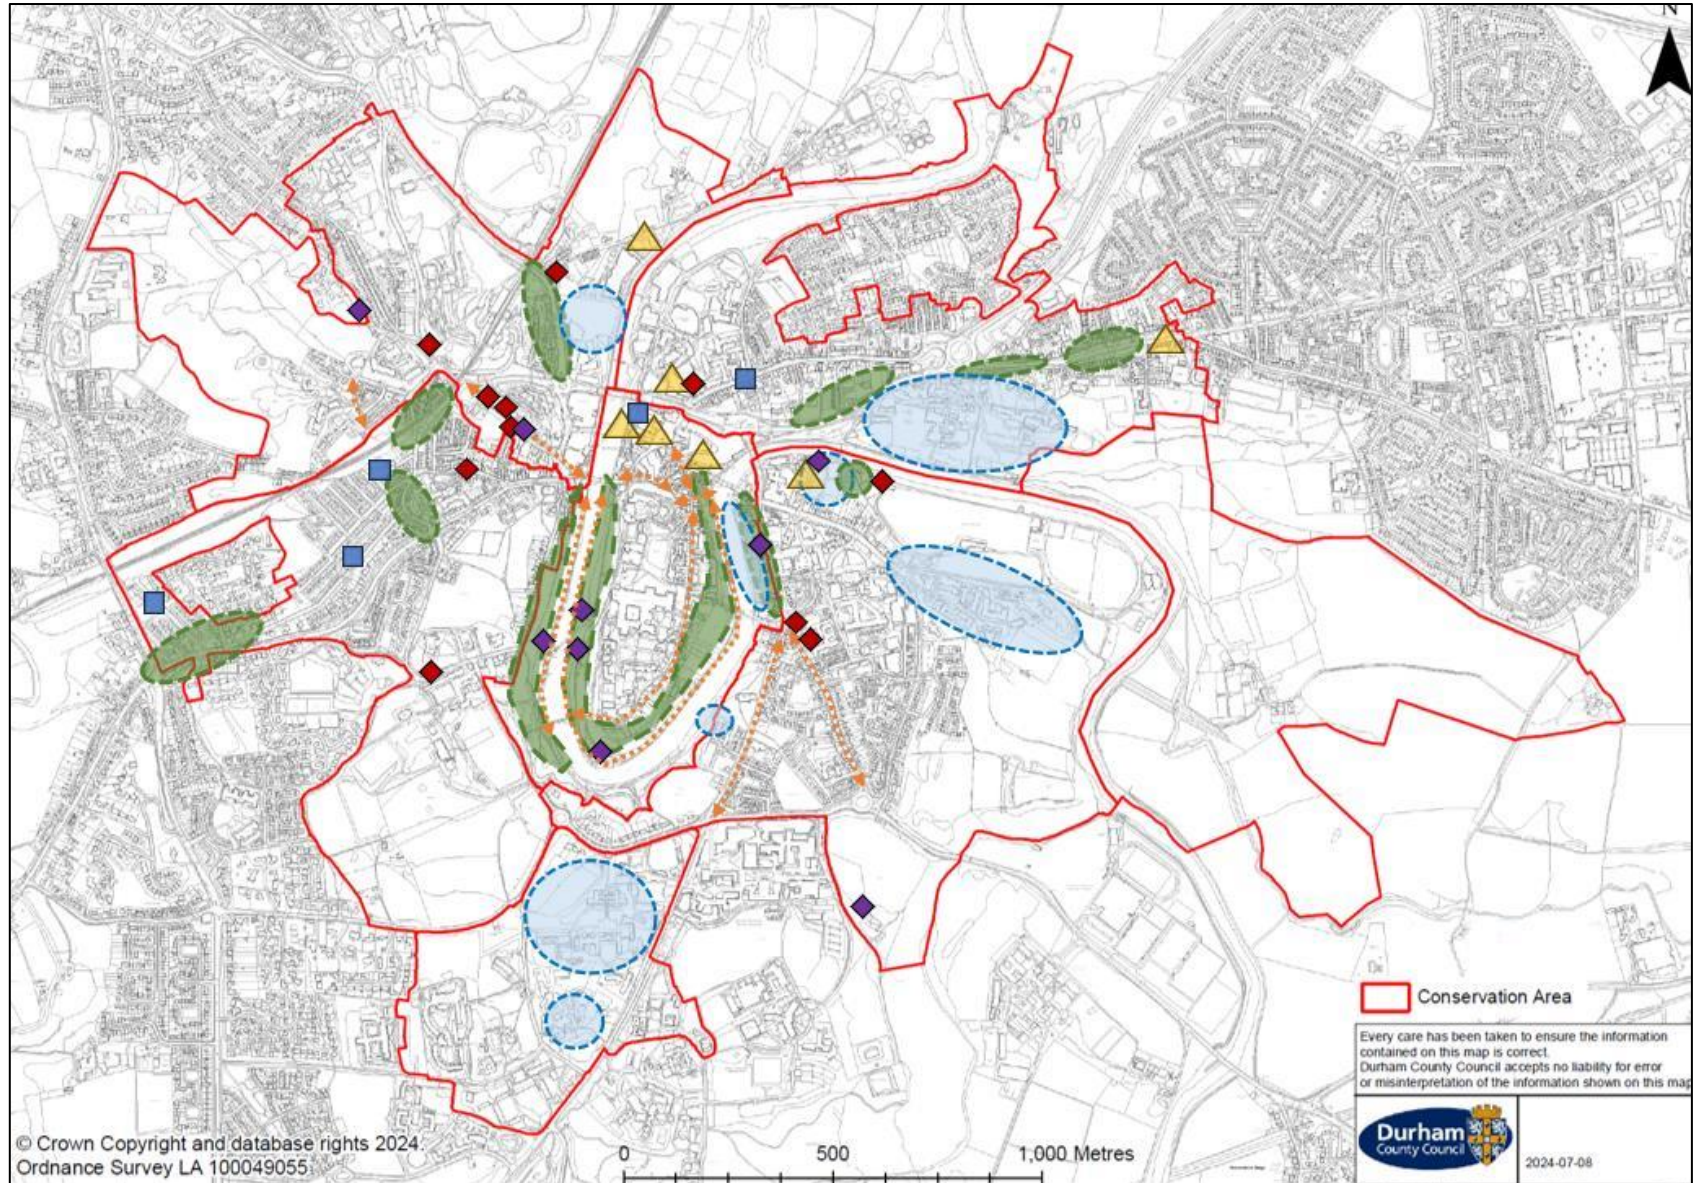 N
Conservation Area
Every care has been taken to ensure the information
contained on this map is correct.
Durham County Council accepts no liability for error
or misinterpretation of the information shown on this map
Durham
County Council
2024-07-08
© Crown Copyright and database rights 2024.
Ordnance Survey LA 100049055
0 500 1,000 Metres